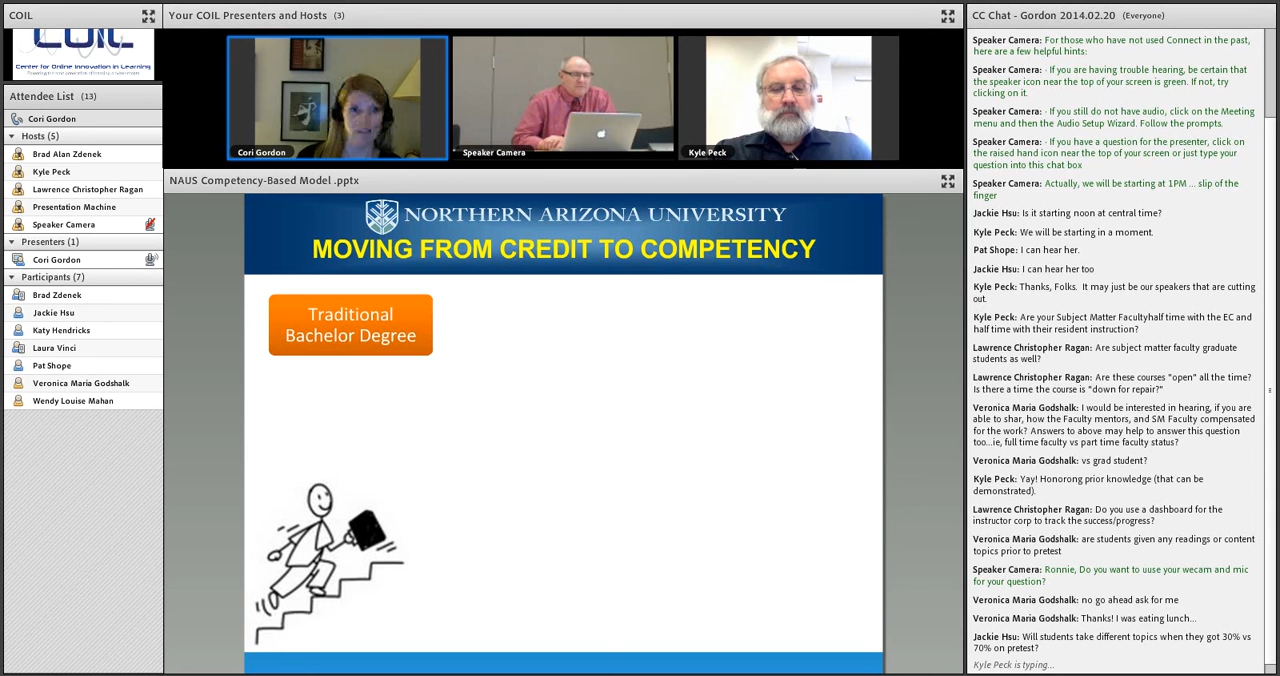 COIL
COIL
Center for Online Innovation in Learning
Attendee List (13)
Cori Gordon
Hosts (5)
Brad Alan Zdenek
Kyle Peck
Lawrence Christopher Ragan
Presentation Machine
Speaker Camera
Presenters (1)
Cori Gordon
Participants (7)
Brad Zdenek
Jackie Hsu
Katy Hendricks
Laura Vinci
Pat Shope
Veronica Maria Godshalk
Wendy Louise Mahan
Your COIL Presenters and Hosts (3)
Cori Gordon
Speaker Camera
Kyle Peck
NAUS Competency-Based Model .pptx
NORTHERN ARIZONA UNIVERSITY
MOVING FROM CREDIT TO COMPETENCY
Traditional
Bachelor Degree
CC Chat - Gordon 2014.02.20 (Everyone)
Speaker Camera: For those who have not used Connect in the past,
here are a few helpful hints:
Speaker Camera: · If you are having trouble hearing, be certain that
the speaker icon near the top of your screen is green. If not, try
clicking on it.
Speaker Camera: · If you still do not have audio, click on the Meeting
menu and then the Audio Setup Wizard. Follow the prompts.
Speaker Camera: · If you have a question for the presenter, click on
the raised hand icon near the top of your screen or just type your
question into this chat box
Speaker Camera: Actually, we will be starting at 1PM ... slip of the
finger
Jackie Hsu: Is it starting noon at central time?
Kyle Peck: We will be starting in a moment.
Pat Shope: I can hear her.
Jackie Hsu: I can hear her too
Kyle Peck: Thanks, Folks. It may just be our speakers that are cutting
out.
Kyle Peck: Are your Subject Matter Facultyhalf time with the EC and
half time with their resident instruction?
Lawrence Christopher Ragan: Are subject matter faculty graduate
students as well?
Lawrence Christopher Ragan: Are these courses "open" all the time?
Is there a time the course is "down for repair?"
Veronica Maria Godshalk: I would be interested in hearing, if you are
able to shar, how the Faculty mentors, and SM Faculty compensated
for the work? Answers to above may help to answer this question
too...ie, full time faculty vs part time faculty status?
Veronica Maria Godshalk: vs grad student?
Kyle Peck: Yay! Honorong prior knowledge (that can be
demonstrated).
Lawrence Christopher Ragan: Do you use a dashboard for the
instructor corp to track the success/progress?
Veronica Maria Godshalk: are students given any readings or content
topics prior to pretest
Speaker Camera: Ronnie, Do you want to uuse your wecam and mic
for your question?
Veronica Maria Godshalk: no go ahead ask for me
Veronica Maria Godshalk: Thanks! I was eating lunch...
Jackie Hsu: Will students take different topics when they got 30% vs
70% on pretest?
Kyle Peck is typing...